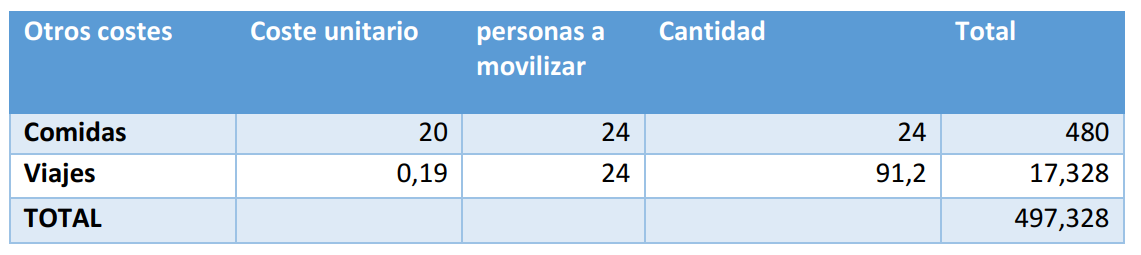 Otros costes Coste unitario personas a movilizar Cantidad Total
Comidas 20 24 24 480
Viajes 0,19 24 91,2 17,328
TOTAL 497,328